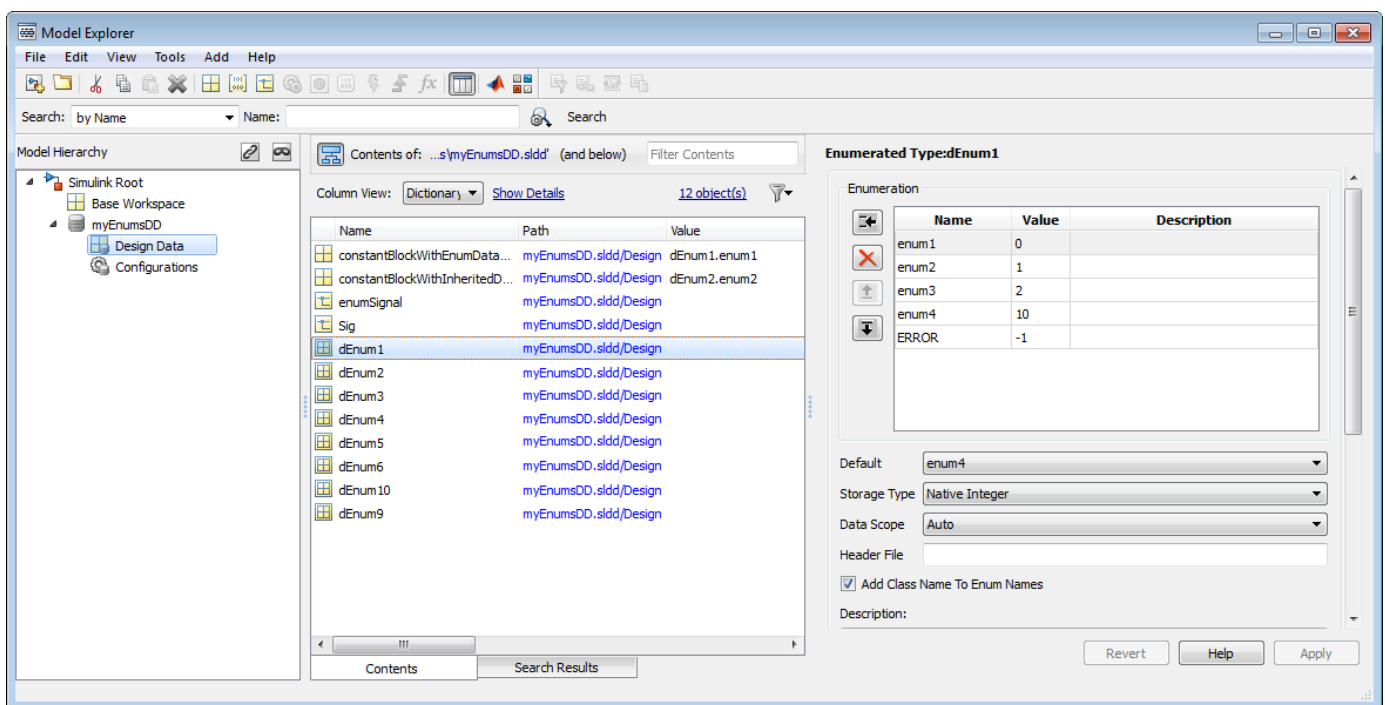 Model Explorer
File Edit View Tools Add Help
fx
Search: by Name Name: Search
Model Hierarchy
Simulink Root
Base Workspace
myEnumsDD
Design Data
Configurations
Contents of: ...s\myEnumsDD.sldd' (and below) Filter Contents
Column View: Dictionary Show Details 12 object(s)
Name Path Value
constantBlockWithEnumData... myEnumsDD.sldd/Design dEnum1.enum1
constantBlockWithInheritedD... myEnumsDD.sldd/Design dEnum2.enum2
enumSignal myEnumsDD.sldd/Design
Sig myEnumsDD.sldd/Design
dEnum1 myEnumsDD.sldd/Design
dEnum2 myEnumsDD.sldd/Design
dEnum3 myEnumsDD.sldd/Design
dEnum4 myEnumsDD.sldd/Design
dEnum5 myEnumsDD.sldd/Design
dEnum6 myEnumsDD.sldd/Design
dEnum10 myEnumsDD.sldd/Design
dEnum9 myEnumsDD.sldd/Design
Contents Search Results
Enumerated Type:dEnum1
Enumeration
Name Value Description
enum1 0
enum2 1
enum3 2
enum4 10
ERROR -1
Default enum4
Storage Type Native Integer
Data Scope Auto
Header File
Add Class Name To Enum Names
Description:
Revert Help Apply